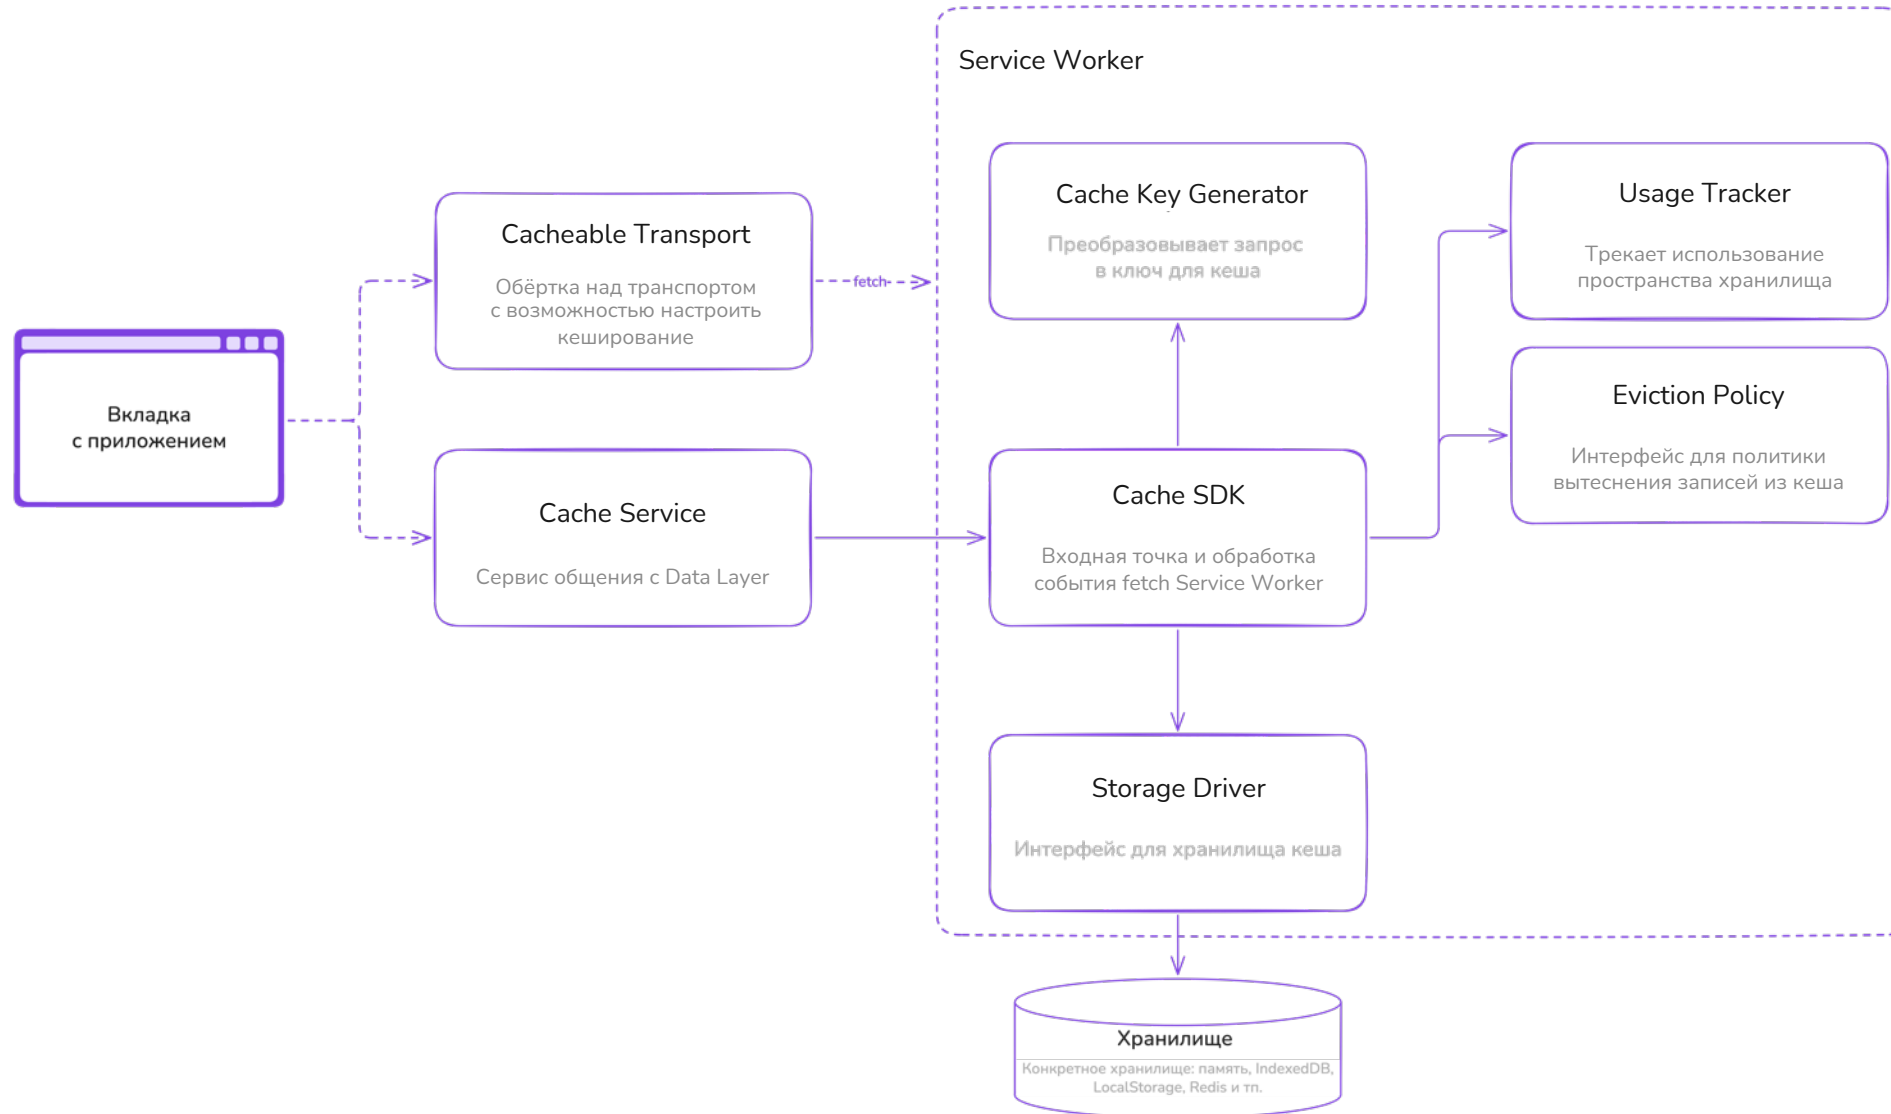 Service Worker
Cache Key Generator
Преобразовывает запрос
в ключ для кеша
Usage Tracker
Трекает использование
пространства хранилища
Cacheable Transport
Обёртка над транспортом
с возможностью настроить
кеширование
fetch
Вкладка
с приложением
Eviction Policy
Интерфейс для политики
вытеснения записей из кеша
Cache Service
Сервис общения с Data Layer
Cache SDK
Входная точка и обработка
события fetch Service Worker
Storage Driver
Интерфейс для хранилища кеша
Хранилище
Конкретное хранилище: память, IndexedDB,
LocalStorage, Redis и тп.